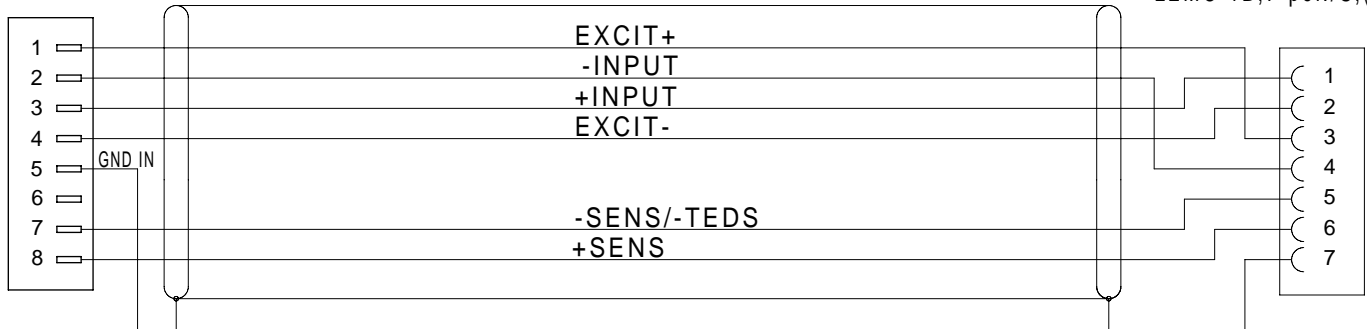 1
2
3
4
5
6
7
8
GND IN
EXCIT+
-INPUT
+INPUT
EXCIT-
-SENS/-TEDS
+SENS
1
2
3
4
5
6
7